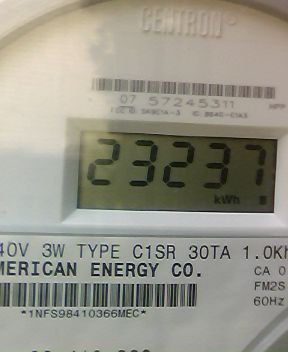 CENTRON
07 57245311
23237
kWh
40V 3W TYPE C1SR 30TA 1.0Kh
MERICAN ENERGY CO.
CA 0
FM2S
60Hz
*1NFS98410366MEC*